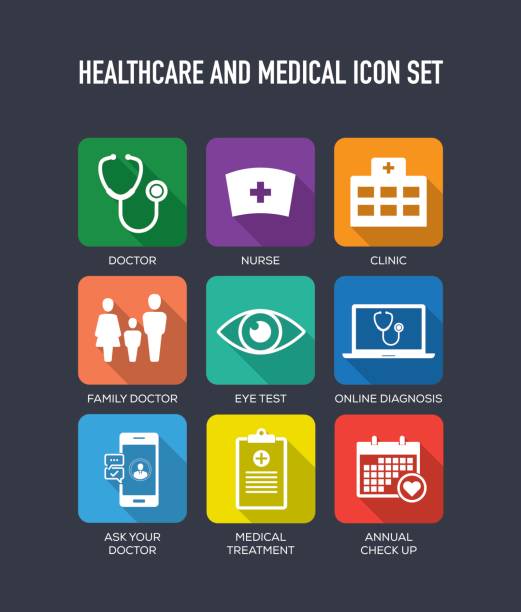 HEALTHCARE AND MEDICAL ICON SET
DOCTOR
NURSE
CLINIC
FAMILY DOCTOR
EYE TEST
ONLINE DIAGNOSIS
ASK YOUR
DOCTOR
MEDICAL
TREATMENT
ANNUAL
CHECK UP